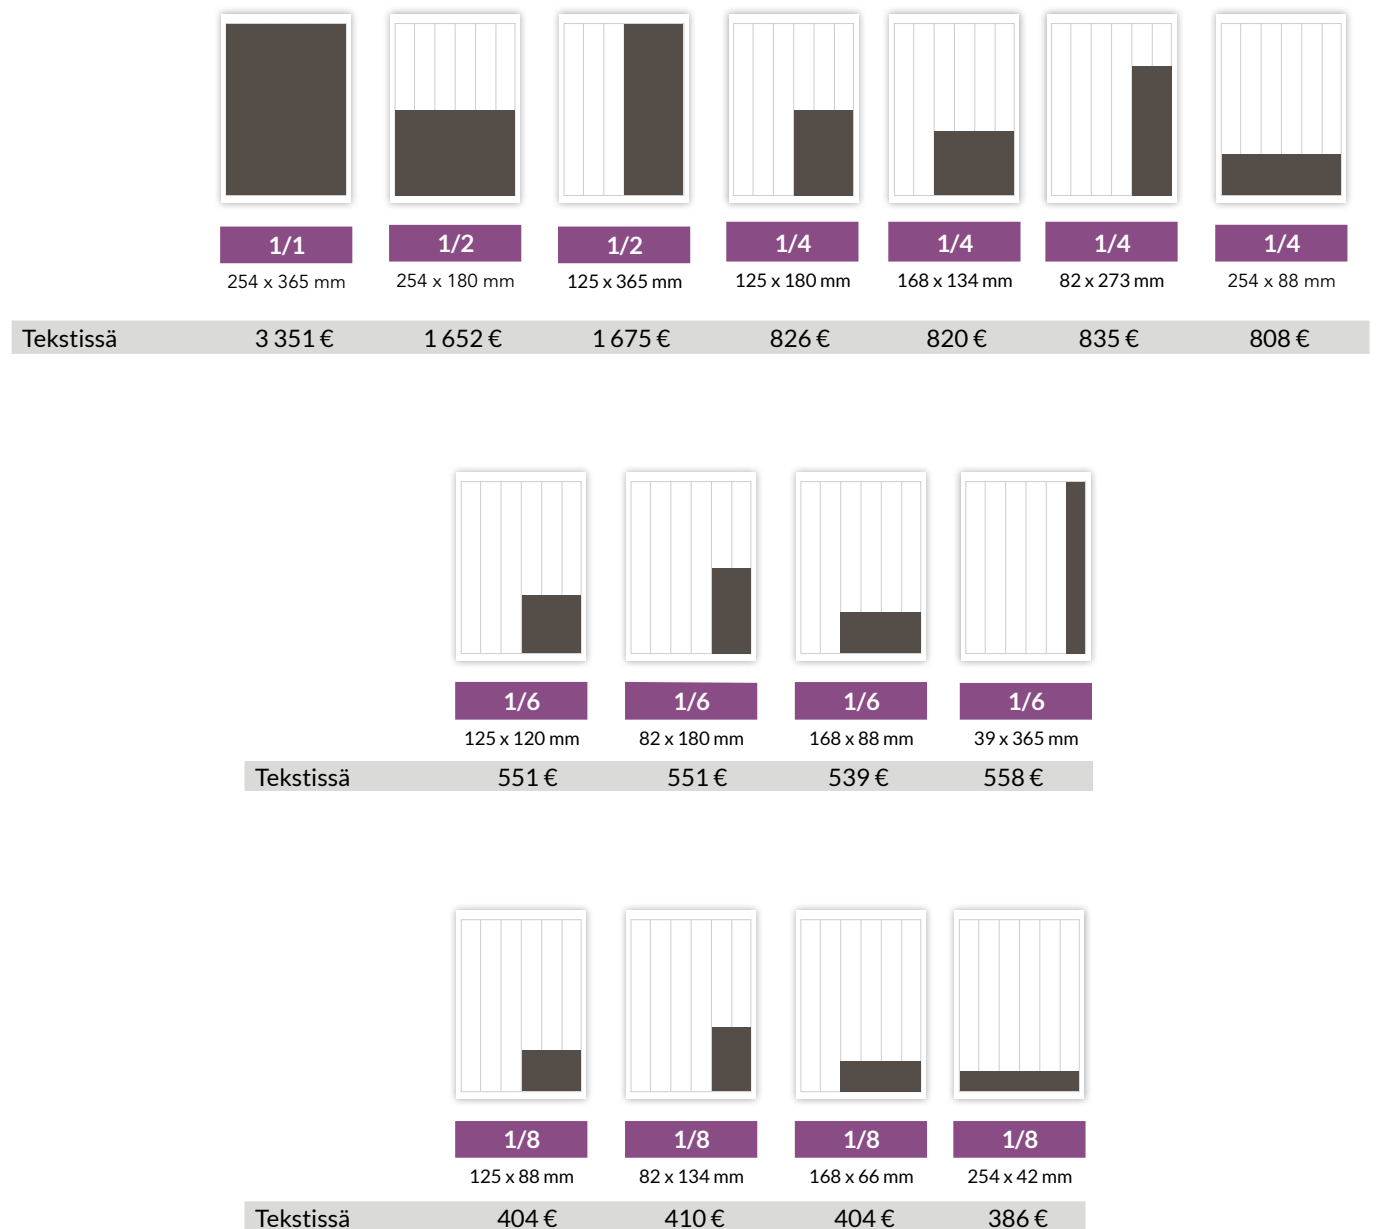 1/1 1/2 1/2 1/4 1/4 1/4 1/4
254 x 365 mm 254 x 180 mm 125 x 365 mm 125 x 180 mm 168 x 134 mm 82 x 273 mm 254 x 88 mm
Tekstissä 3 351 € 1 652 € 1 675 € 826 € 820 € 835 € 808 €
1/6 1/6 1/6 1/6
125 x 120 mm 82 x 180 mm 168 x 88 mm 39 x 365 mm
Tekstissä 551 € 551 € 539 € 558 €
1/8 1/8 1/8 1/8
125 x 88 mm 82 x 134 mm 168 x 66 mm 254 x 42 mm
Tekstissä 404 € 410 € 404 € 386 €